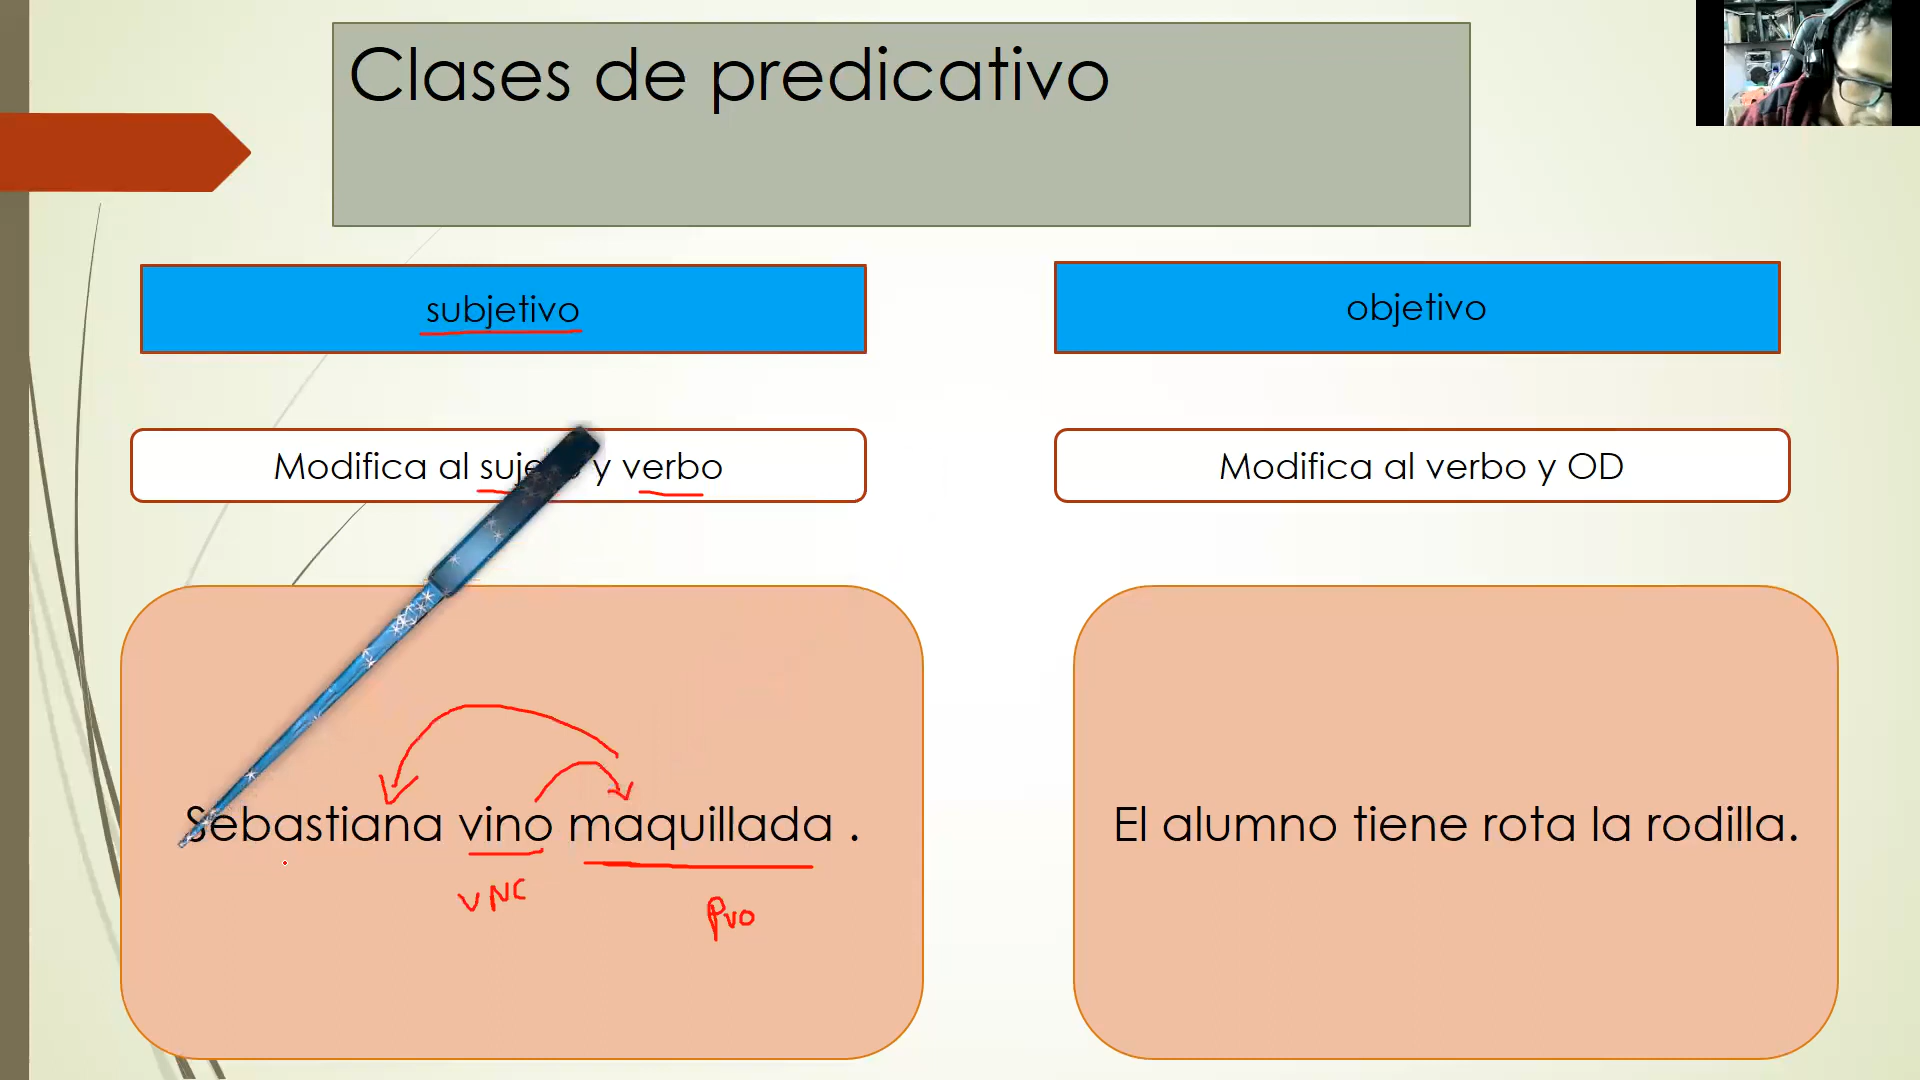 Clases de predicativo
subjetivo
objetivo
Modifica al sujeto y verbo
Modifica al verbo y OD
Sebastiana vino maquillada .
VNC
Pvo
El alumno tiene rota la rodilla.